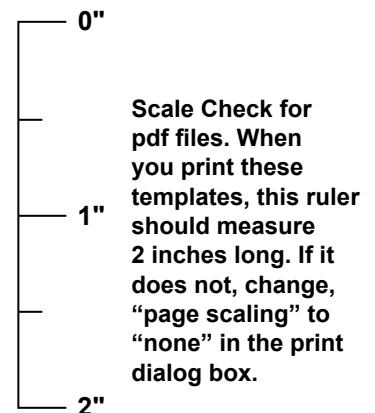 0"
Scale Check for
pdf files. When
you print these
templates, this ruler
1"
should measure
2 inches long. If it
does not, change,
“page scaling” to
“none” in the print
dialog box.
2"